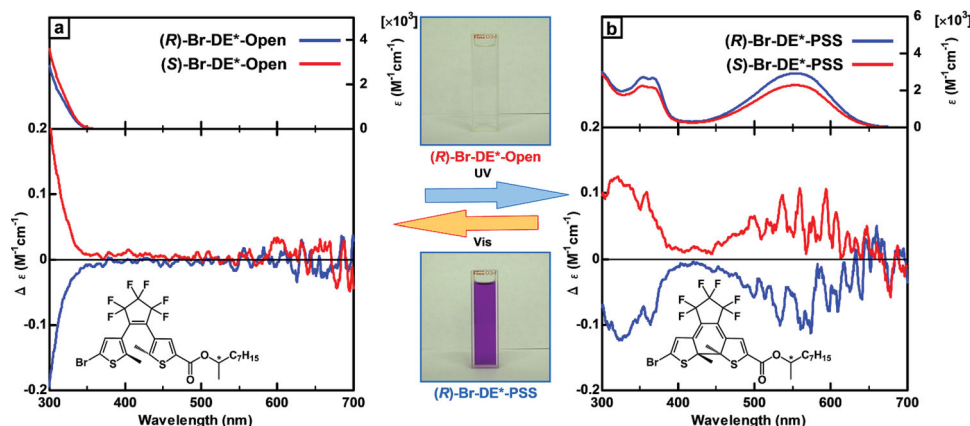 a
(R)-Br-DE*-Open
(S)-Br-DE*-Open
[×10³]
4
2
0
ε (M⁻¹cm⁻¹)
0.2
0.1
0
-0.1
-0.2
Δ ε (M⁻¹cm⁻¹)
F F
F F
F F
Br
S
S
O
O
*
C₇H₁₅
300 400 500 600 700
Wavelength (nm)
(R)-Br-DE*-Open
UV
Vis
(R)-Br-DE*-PSS
b
(R)-Br-DE*-PSS
(S)-Br-DE*-PSS
[×10³]
6
4
2
0
ε (M⁻¹cm⁻¹)
0.2
0.1
0
-0.1
-0.2
Δ ε (M⁻¹cm⁻¹)
F F
F F
F F
Br
S
S
O
O
*
C₇H₁₅
300 400 500 600 700
Wavelength (nm)